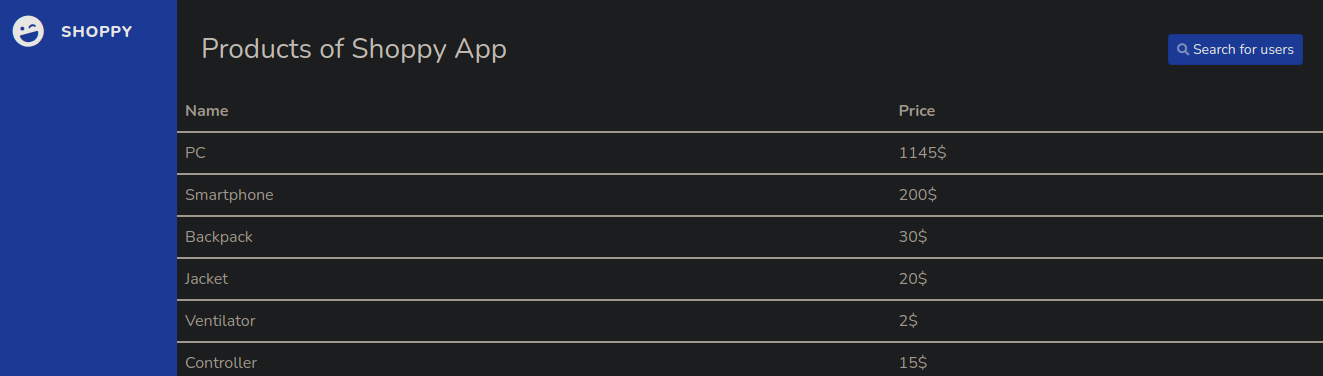 SHOPPY
Products of Shoppy App
Search for users
Name Price
PC 1145$
Smartphone 200$
Backpack 30$
Jacket 20$
Ventilator 2$
Controller 15$